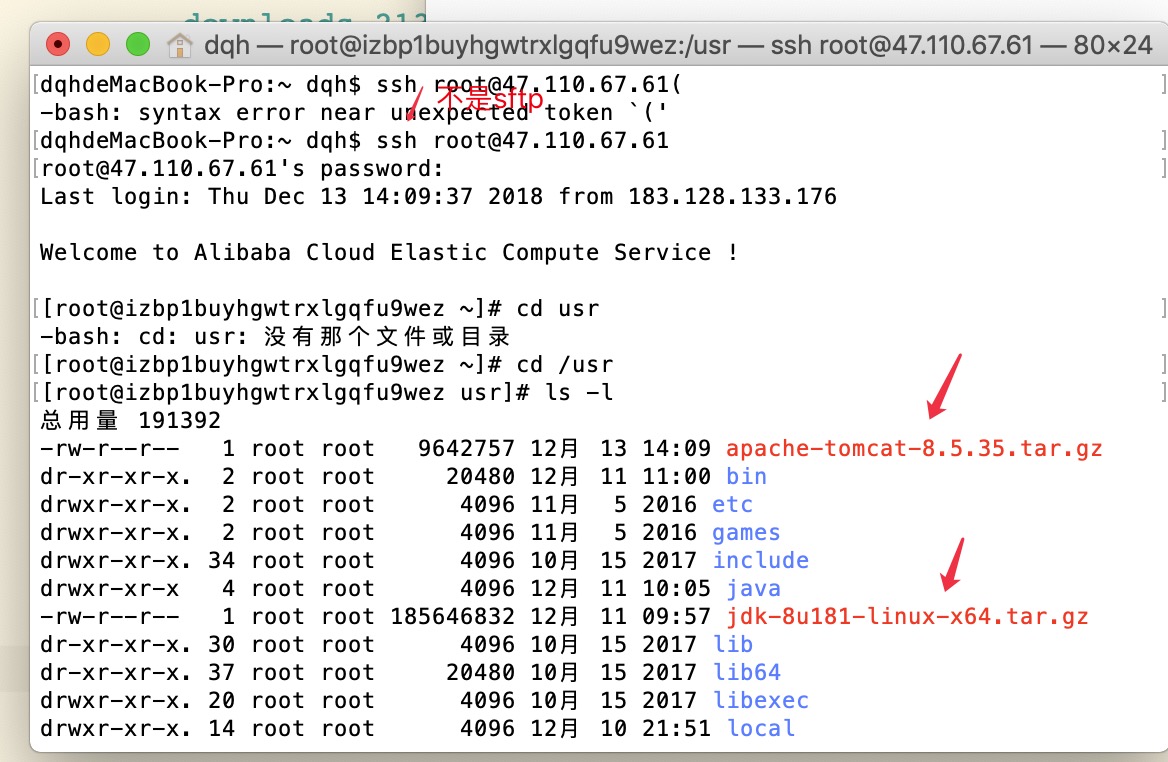 downloads 213
dqh — root@izbp1buyhgwtrxlgqfu9wez:/usr — ssh root@47.110.67.61 — 80×24
[dqhdeMacBook-Pro:~ dqh$ ssh root@47.110.67.61( ]
不是sftp
-bash: syntax error near unexpected token `('
[dqhdeMacBook-Pro:~ dqh$ ssh root@47.110.67.61 ]
[root@47.110.67.61's password: ]
Last login: Thu Dec 13 14:09:37 2018 from 183.128.133.176
Welcome to Alibaba Cloud Elastic Compute Service !
[[root@izbp1buyhgwtrxlgqfu9wez ~]# cd usr ]
-bash: cd: usr: 没有那个文件或目录
[[root@izbp1buyhgwtrxlgqfu9wez ~]# cd /usr ]
[[root@izbp1buyhgwtrxlgqfu9wez usr]# ls -l ]
总用量 191392
-rw-r--r-- 1 root root 9642757 12月 13 14:09 apache-tomcat-8.5.35.tar.gz
dr-xr-xr-x. 2 root root 20480 12月 11 11:00 bin
drwxr-xr-x. 2 root root 4096 11月 5 2016 etc
drwxr-xr-x. 2 root root 4096 11月 5 2016 games
drwxr-xr-x. 34 root root 4096 10月 15 2017 include
drwxr-xr-x 4 root root 4096 12月 11 10:05 java
-rw-r--r-- 1 root root 185646832 12月 11 09:57 jdk-8u181-linux-x64.tar.gz
dr-xr-xr-x. 30 root root 4096 10月 15 2017 lib
dr-xr-xr-x. 37 root root 20480 10月 15 2017 lib64
drwxr-xr-x. 20 root root 4096 10月 15 2017 libexec
drwxr-xr-x. 14 root root 4096 12月 10 21:51 local